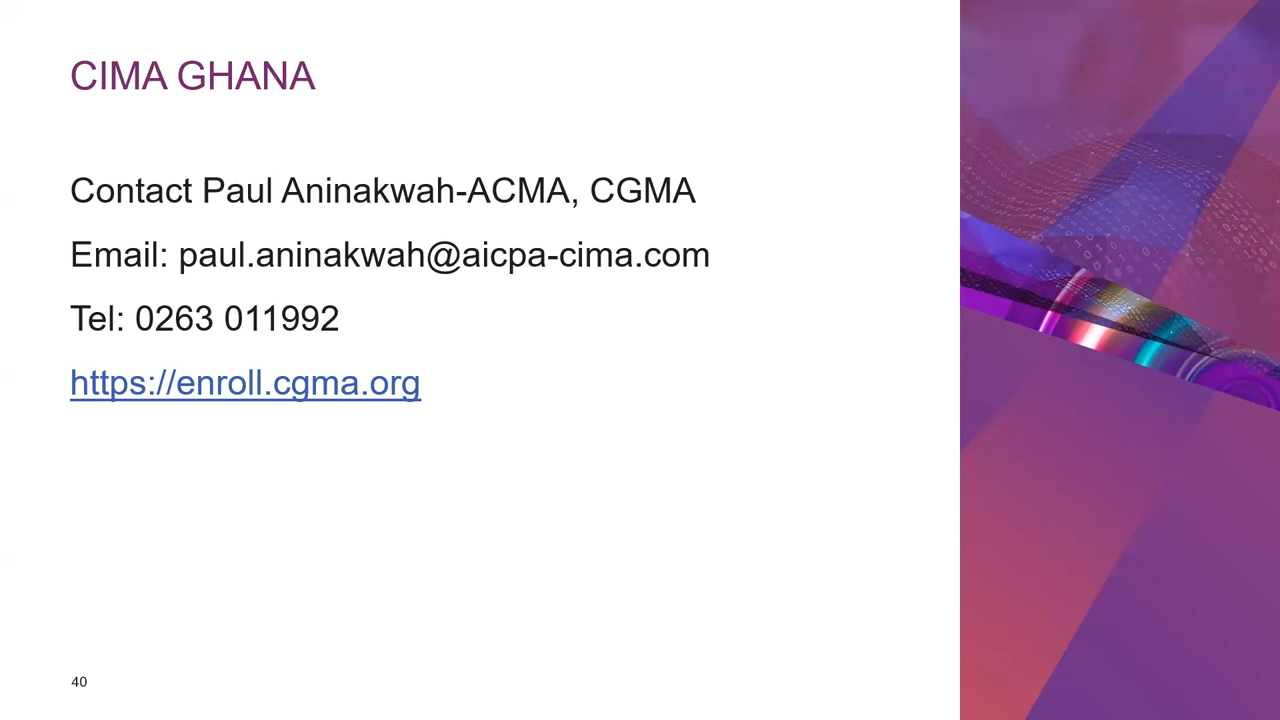 CIMA GHANA
Contact Paul Aninakwah-ACMA, CGMA
Email: paul.aninakwah@aicpa-cima.com
Tel: 0263 011992
https://enroll.cgma.org
40